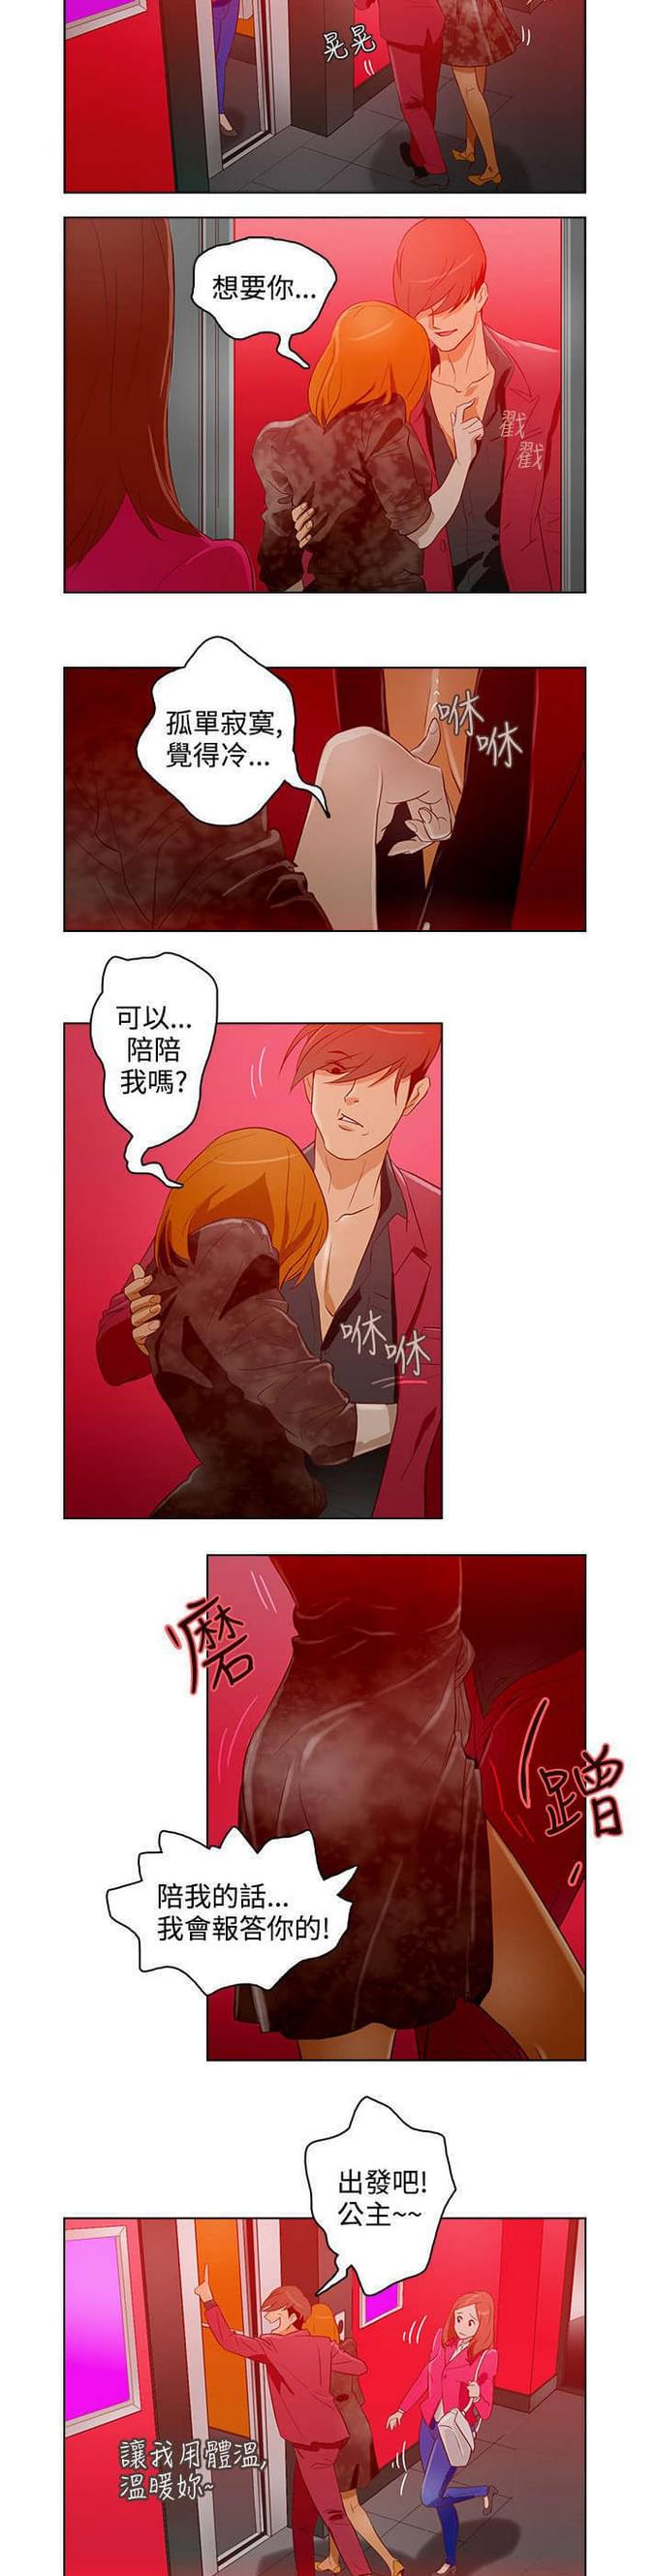 晃晃
想要你...
戳
戳
孤單寂寞,
覺得冷...
咻
咻
可以...
陪陪
我嗎?
咻
咻
磨
蹭
陪我的話...
我會報答你的!
出發吧!
公主~~
讓我用體溫,
溫暖妳~